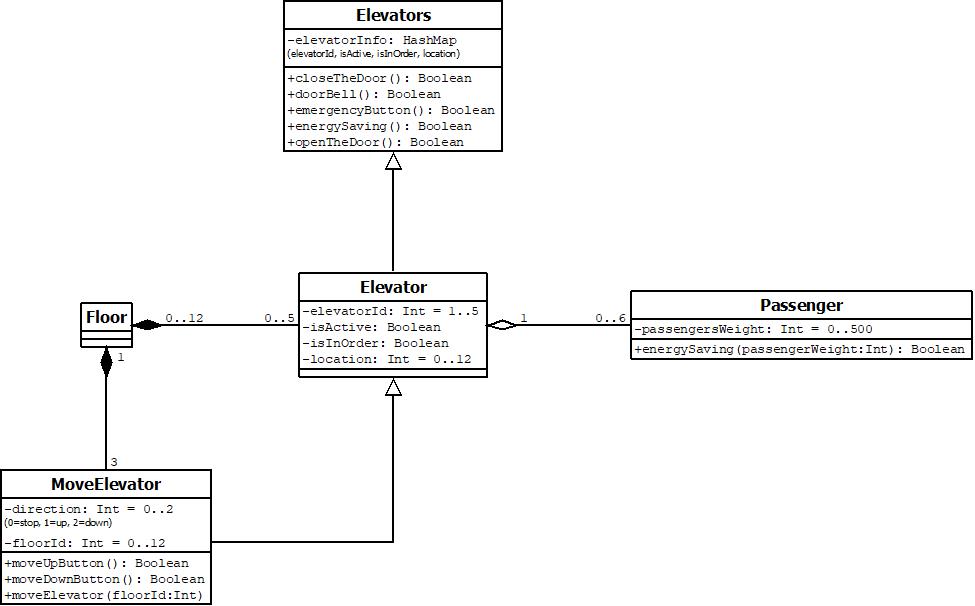 Elevators
-elevatorInfo: HashMap
(elevatorId, isActive, isInOrder, location)
+closeTheDoor(): Boolean
+doorBell(): Boolean
+emergencyButton(): Boolean
+energySaving(): Boolean
+openTheDoor(): Boolean
Elevator
-elevatorId: Int = 1..5
-isActive: Boolean
-isInOrder: Boolean
-location: Int = 0..12
Floor
0..12
0..5
1
0..6
Passenger
-passengersWeight: Int = 0..500
+energySaving(passengerWeight:Int): Boolean
1
3
MoveElevator
-direction: Int = 0..2
(0=stop, 1=up, 2=down)
-floorId: Int = 0..12
+moveUpButton(): Boolean
+moveDownButton(): Boolean
+moveElevator(floorId:Int)